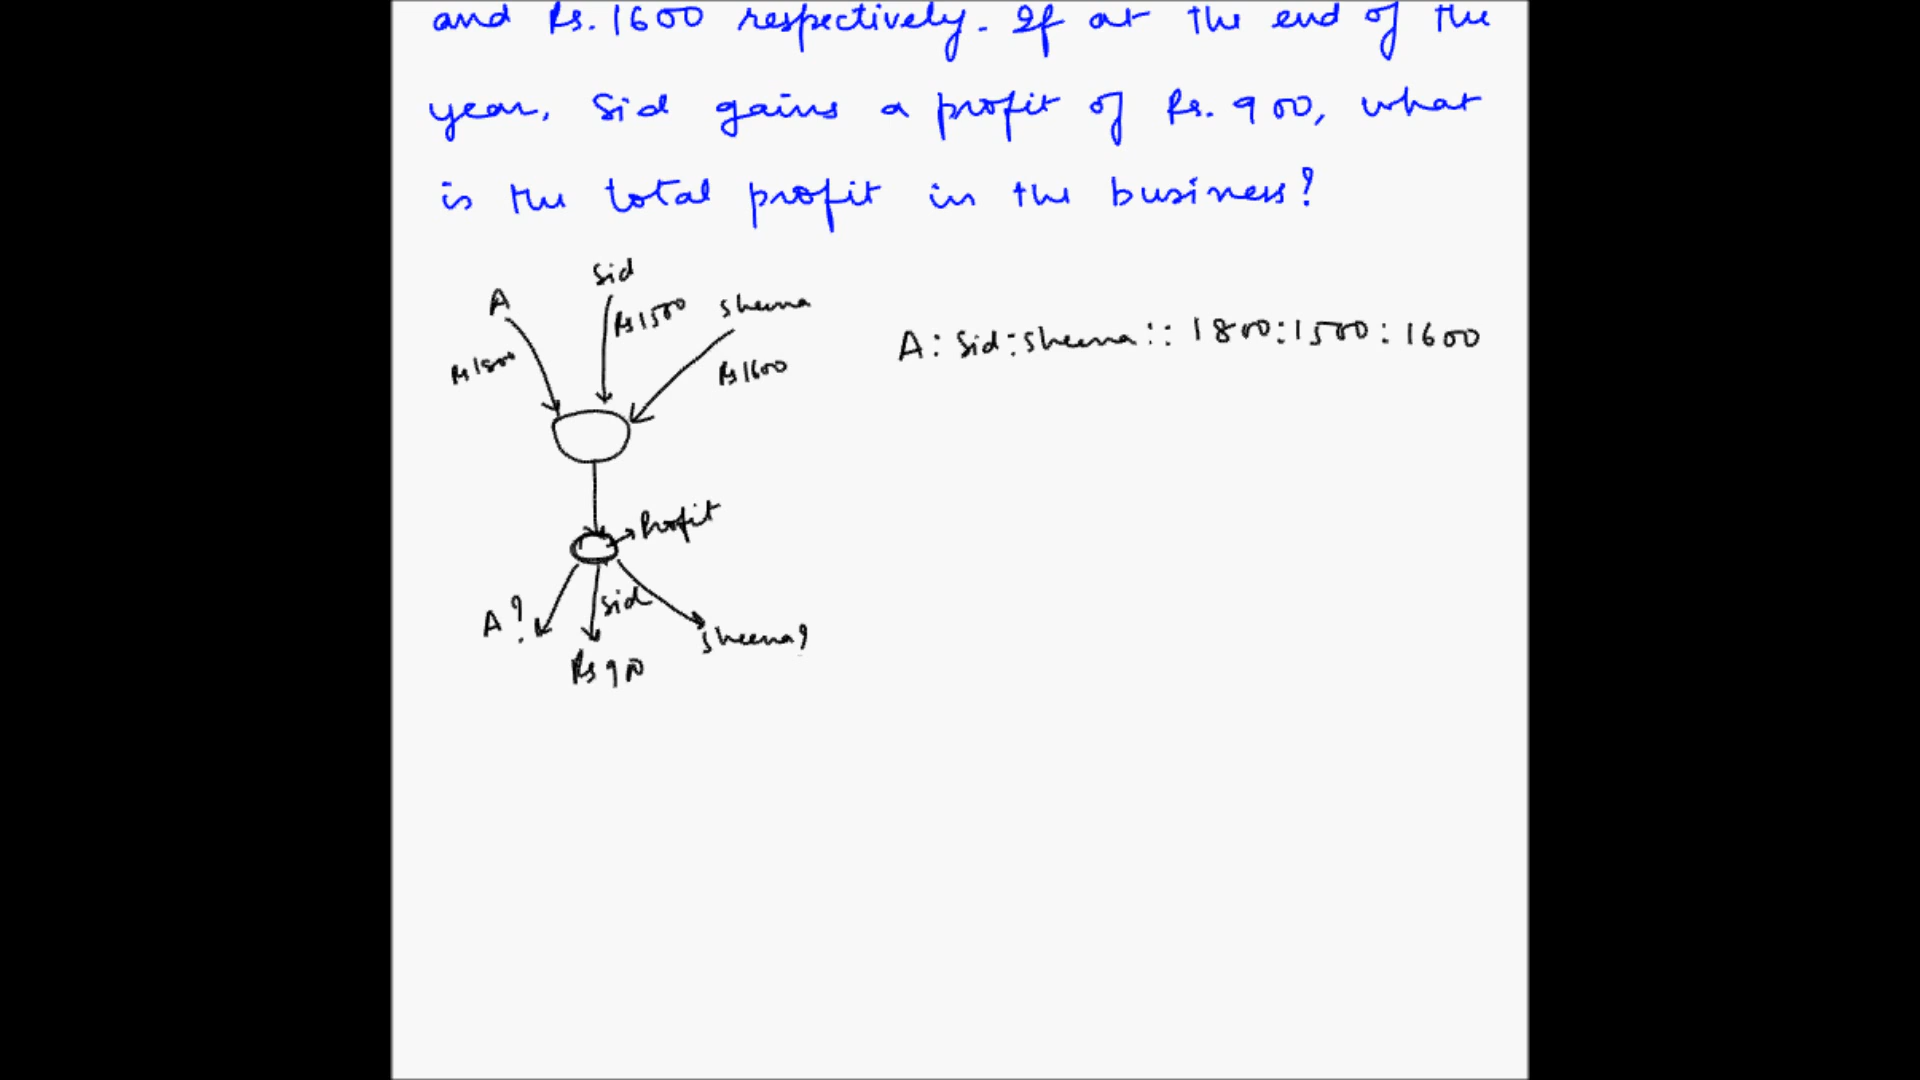 and Rs. 1600 respectively. If at the end of the
year, Sid gains a profit of Rs. 900, what
is the total profit in the business?
Sid
A
Rs 1500
Sheena
A : Sid : Sheena :: 1800 : 1500 : 1600
Rs 1800
Rs 1600
Profit
A ?
Sid
Sheena ?
Rs 900